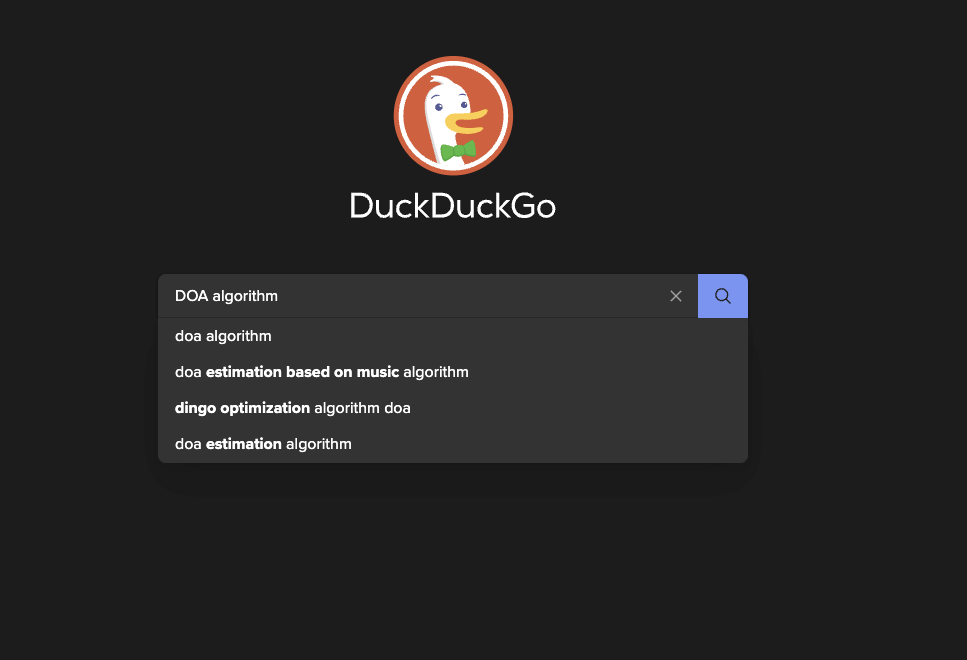 DuckDuckGo
DOA algorithm
doa algorithm
doa estimation based on music algorithm
dingo optimization algorithm doa
doa estimation algorithm